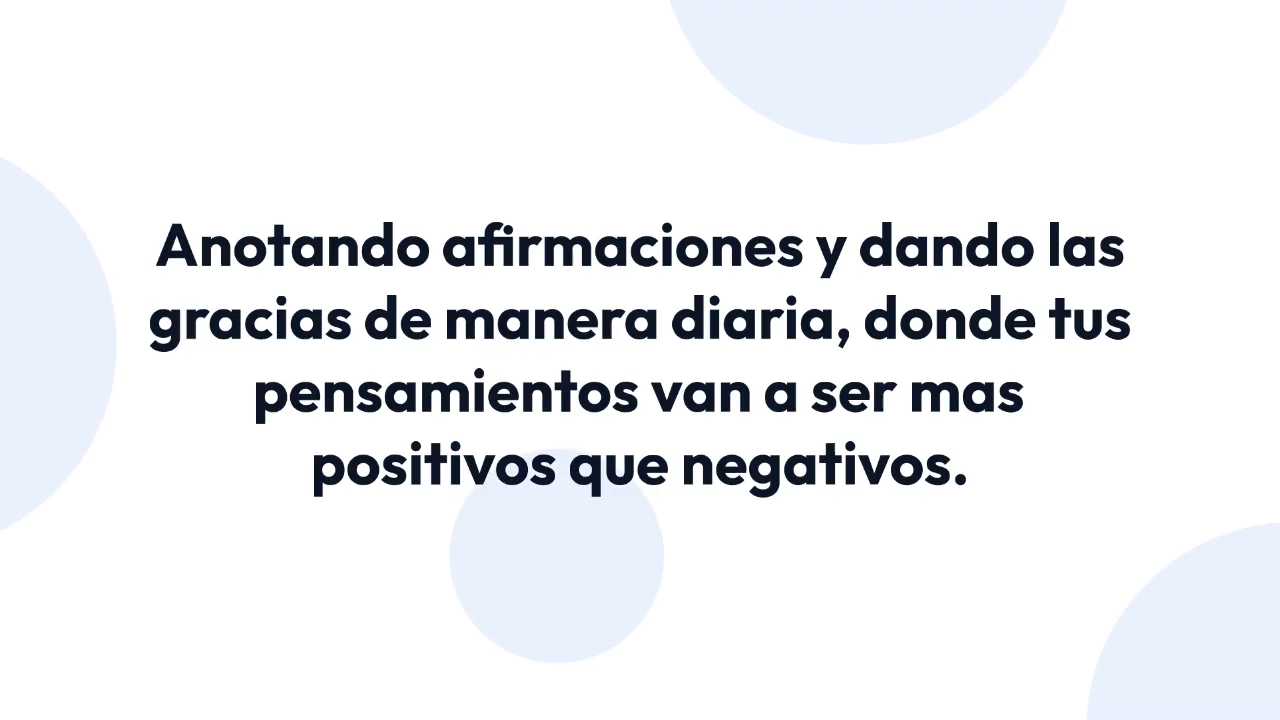 Anotando afirmaciones y dando las
gracias de manera diaria, donde tus
pensamientos van a ser mas
positivos que negativos.